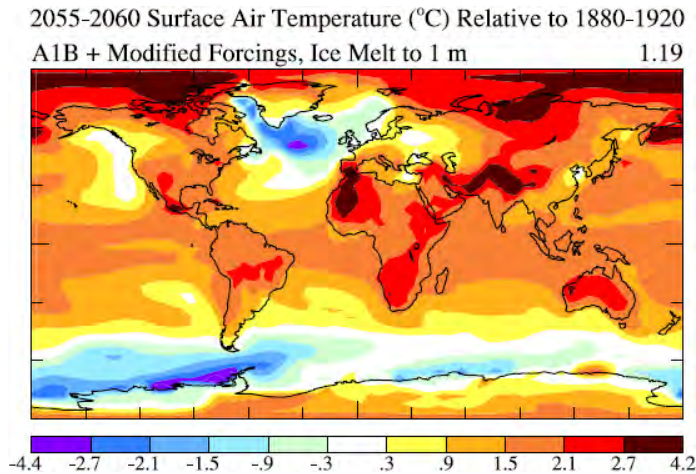 2055-2060 Surface Air Temperature (°C) Relative to 1880-1920
A1B + Modified Forcings, Ice Melt to 1 m 1.19
-4.4 -2.7 -2.1 -1.5 -.9 -.3 .3 .9 1.5 2.1 2.7 4.2